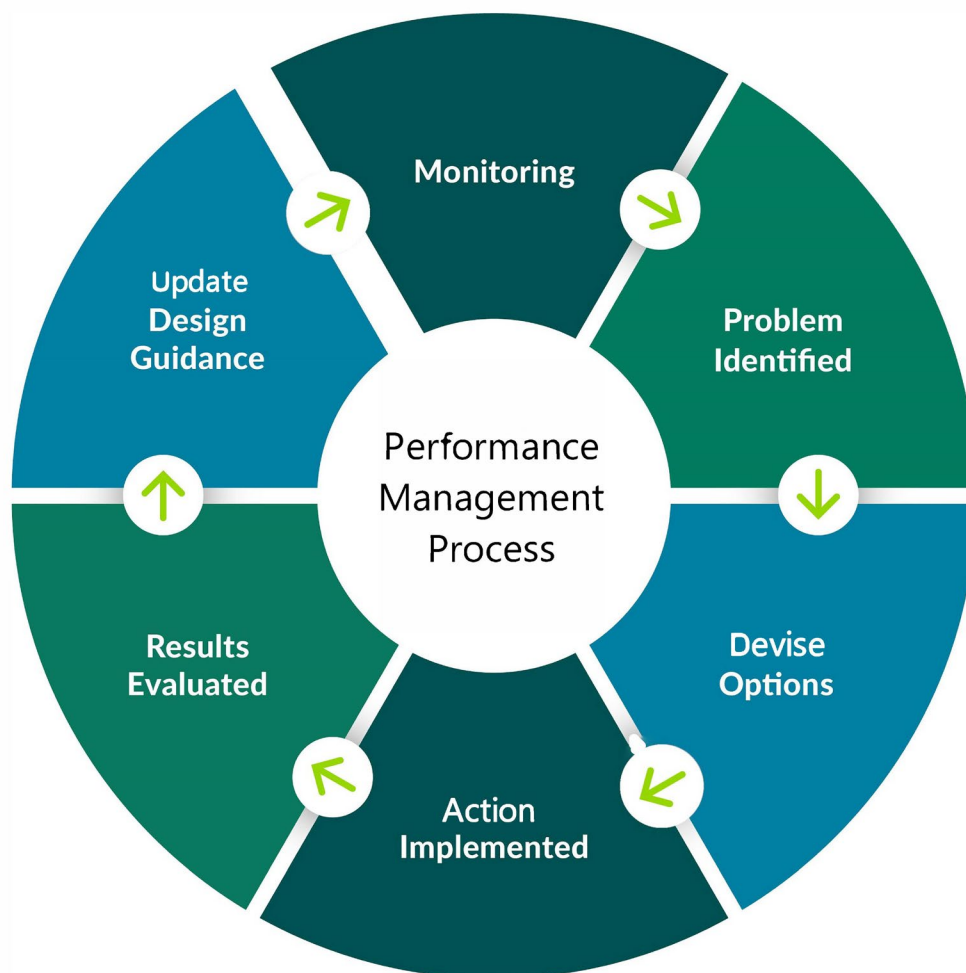 Monitoring
Problem
Identified
Devise
Options
Action
Implemented
Results
Evaluated
Update
Design
Guidance
Performance
Management
Process